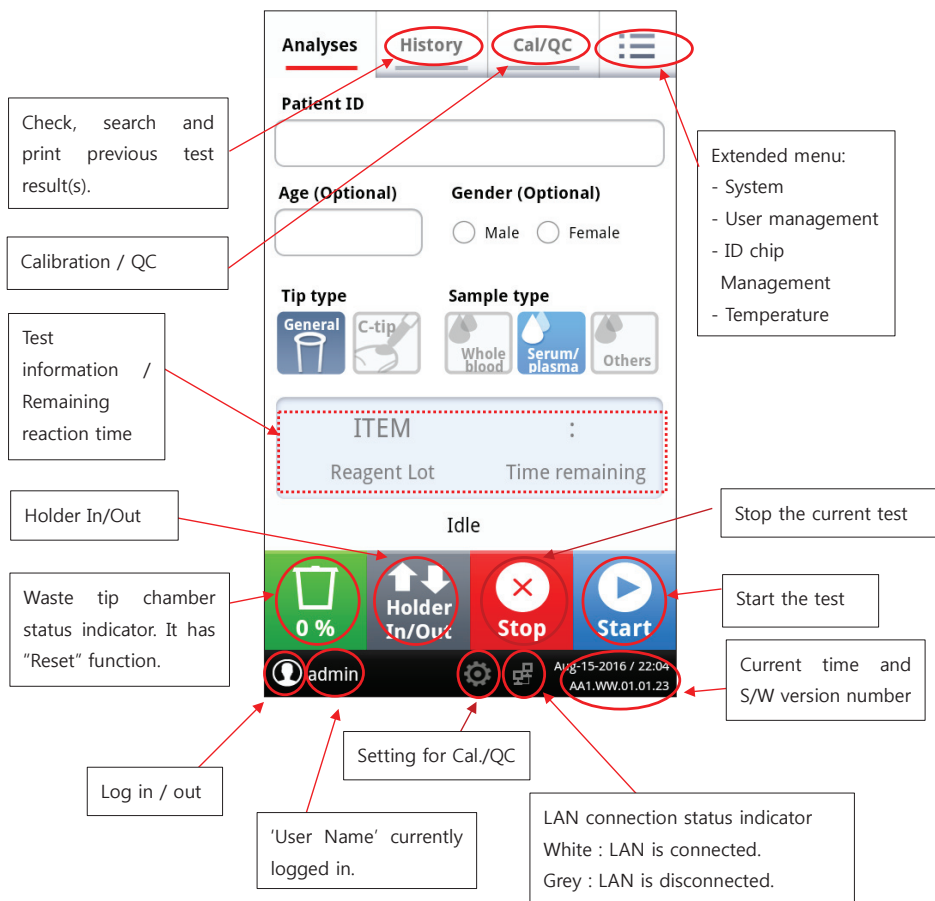 Analyses
History
Cal/QC
Patient ID
Check, search and
print previous test
result(s).
Extended menu:
- System
- User management
- ID chip
Management
- Temperature
Age (Optional)
Gender (Optional)
Male
Female
Calibration / QC
Tip type
Sample type
General
C-tip
Whole
blood
Serum/
plasma
Others
Test
information /
Remaining
reaction time
ITEM
:
Reagent Lot
Time remaining
Holder In/Out
Idle
Stop the current test
Waste tip chamber
status indicator. It has
"Reset" function.
0 %
Holder
In/Out
Stop
Start
Start the test
admin
Aug-15-2016 / 22:04
AA1.WW.01.01.23
Current time and
S/W version number
Setting for Cal./QC
Log in / out
'User Name' currently
logged in.
LAN connection status indicator
White : LAN is connected.
Grey : LAN is disconnected.